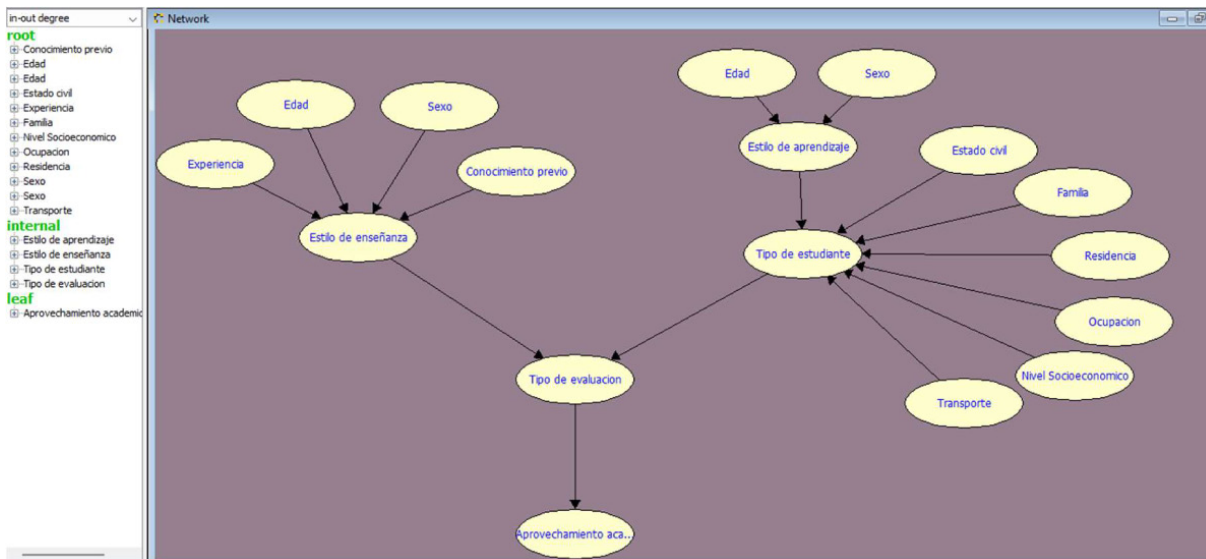 in-out degree
root
Conocimiento previo
Edad
Edad
Estado civil
Experiencia
Familia
Nivel Socioeconomico
Ocupacion
Residencia
Sexo
Sexo
Transporte
internal
Estilo de aprendizaje
Estilo de enseñanza
Tipo de estudiante
Tipo de evaluacion
leaf
Aprovechamiento academic
Network
Edad
Sexo
Experiencia
Conocimiento previo
Estilo de enseñanza
Edad
Sexo
Estilo de aprendizaje
Estado civil
Familia
Tipo de estudiante
Residencia
Ocupacion
Nivel Socioeconomico
Transporte
Tipo de evaluacion
Aprovechamiento aca...